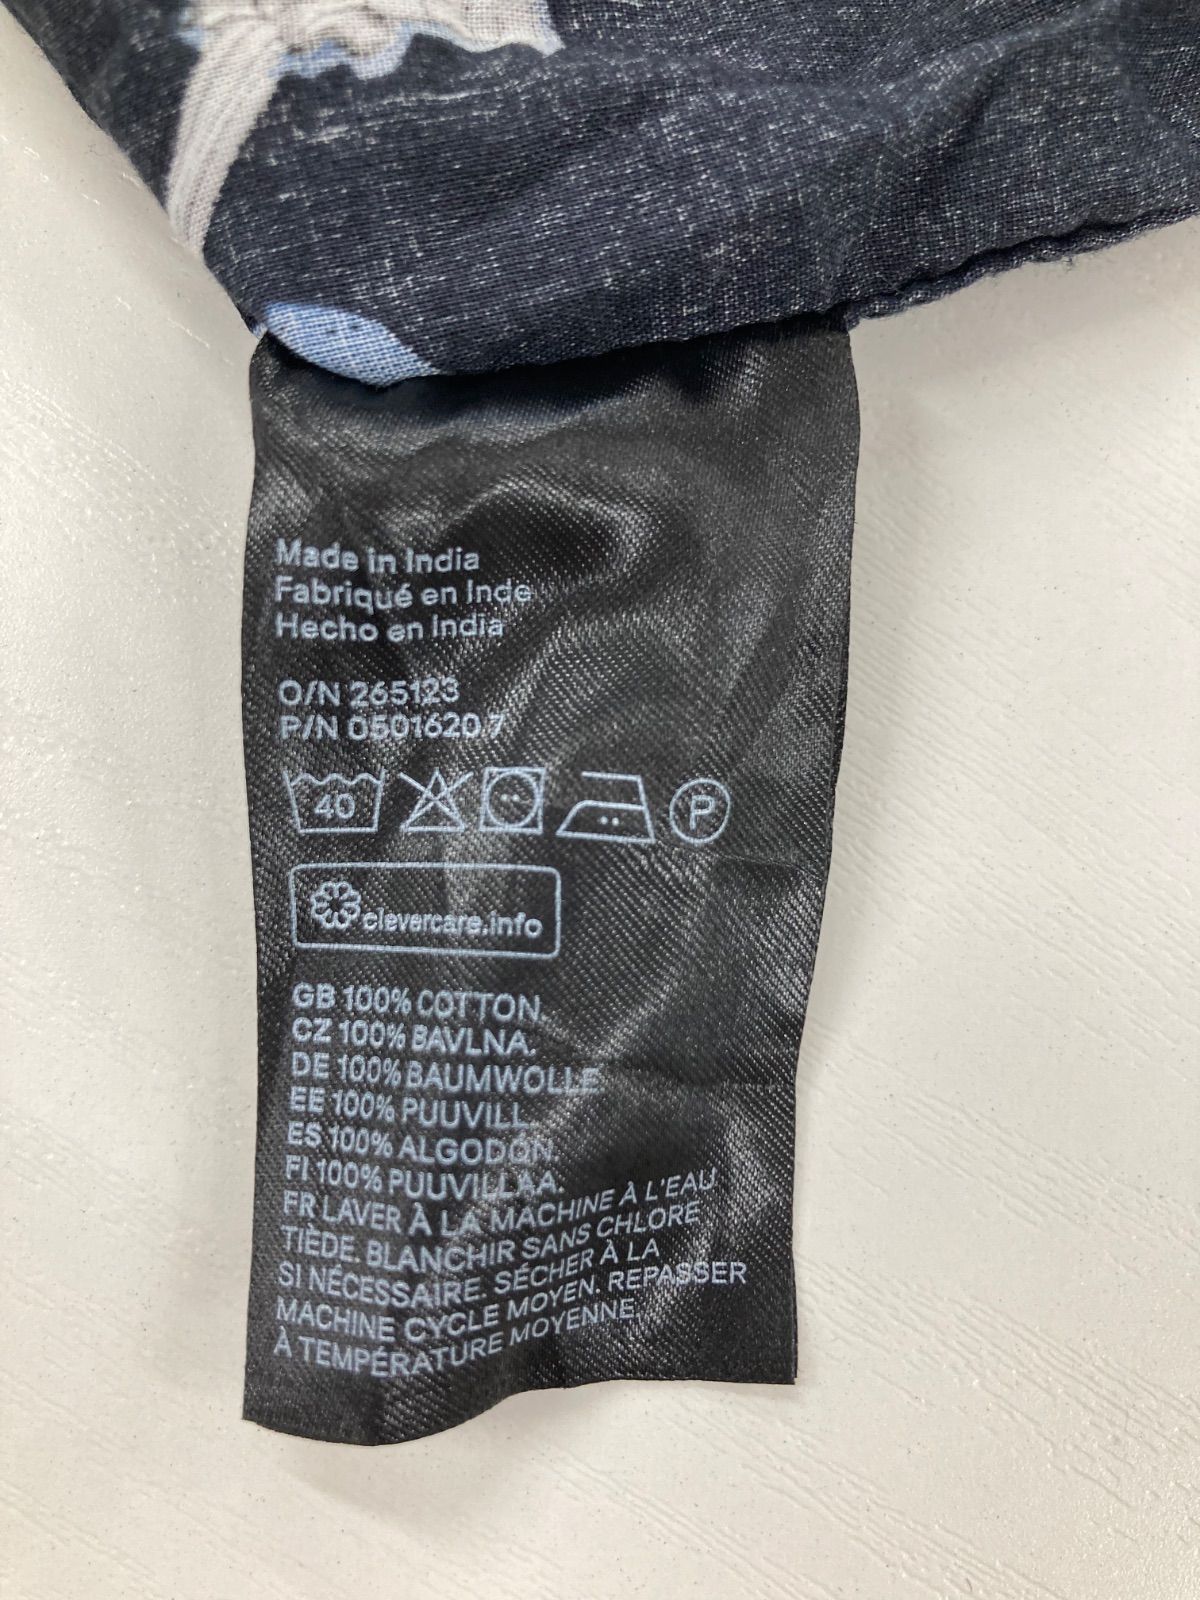 Made in India
Fabriqué en Inde
Hecho en India
O/N 265123
P/N 0501620.7
40 P
clevercare.info
GB 100% COTTON.
CZ 100% BAVLNA.
DE 100% BAUMWOLLE
EE 100% PUUVILL.
ES 100% ALGODÓN.
FI 100% PUUVILLAA.
FR LAVER À LA MACHINE À L'EAU
TIÈDE. BLANCHIR SANS CHLORE
SI NÉCESSAIRE. SÉCHER À LA
MACHINE CYCLE MOYEN. REPASSER
À TEMPÉRATURE MOYENNE.